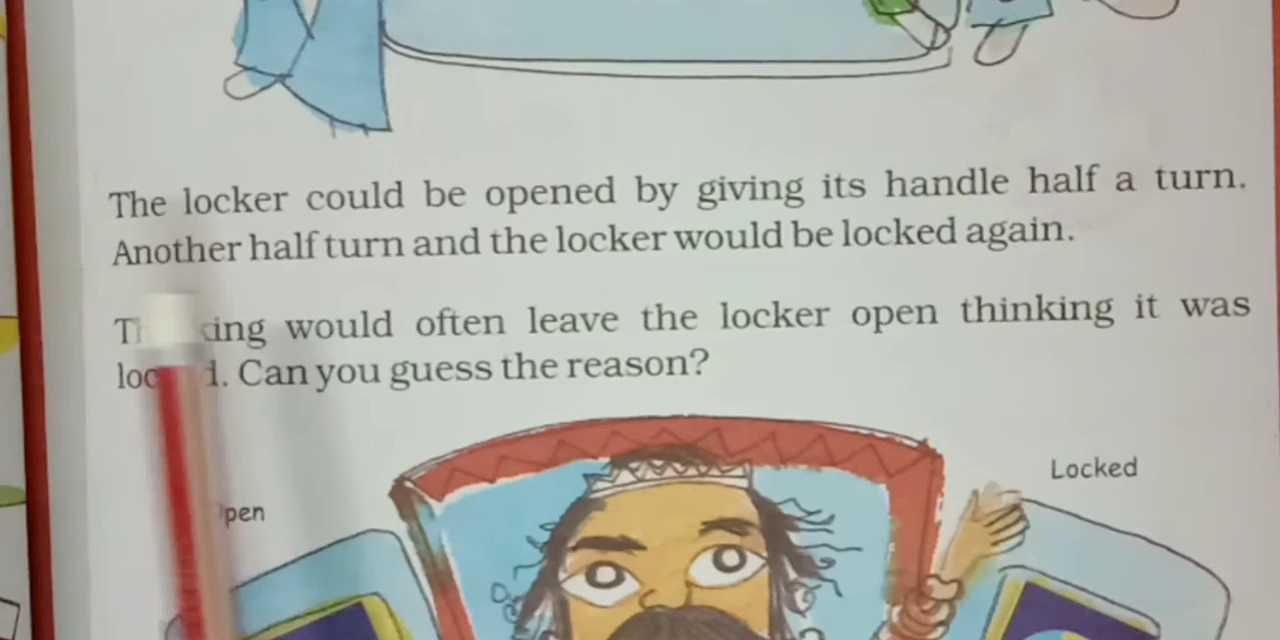 The locker could be opened by giving its handle half a turn.
Another half turn and the locker would be locked again.
would often leave the locker open thinking it was
Can you guess the reason?
Locked